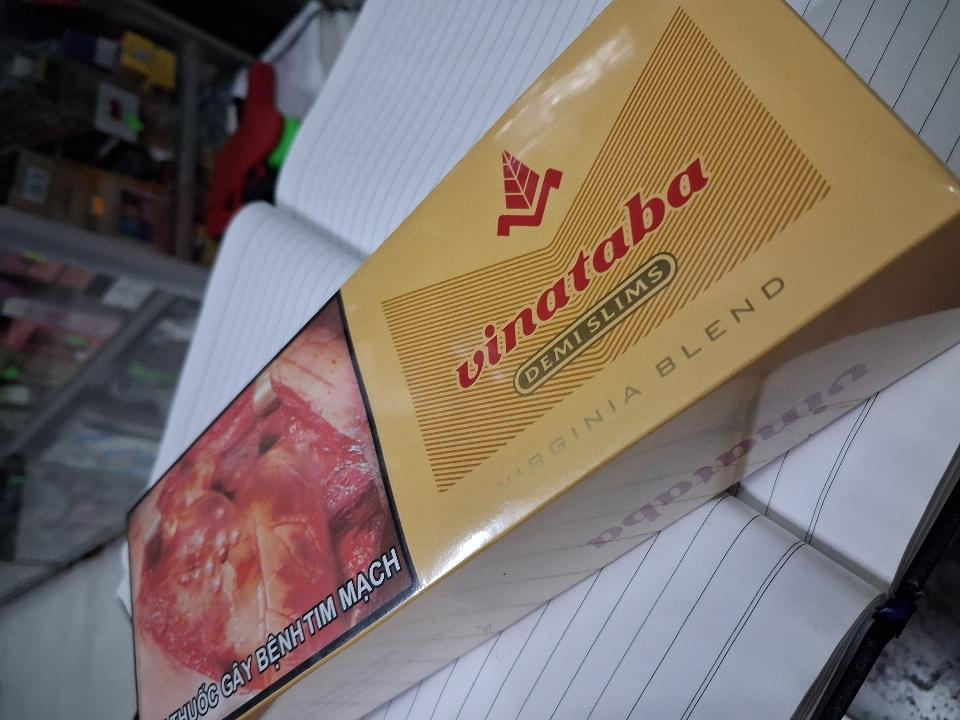 vinataba
DEMI SLIMS
VIRGINIA BLEND
vinataba
THUỐC GÂY BỆNH TIM MẠCH